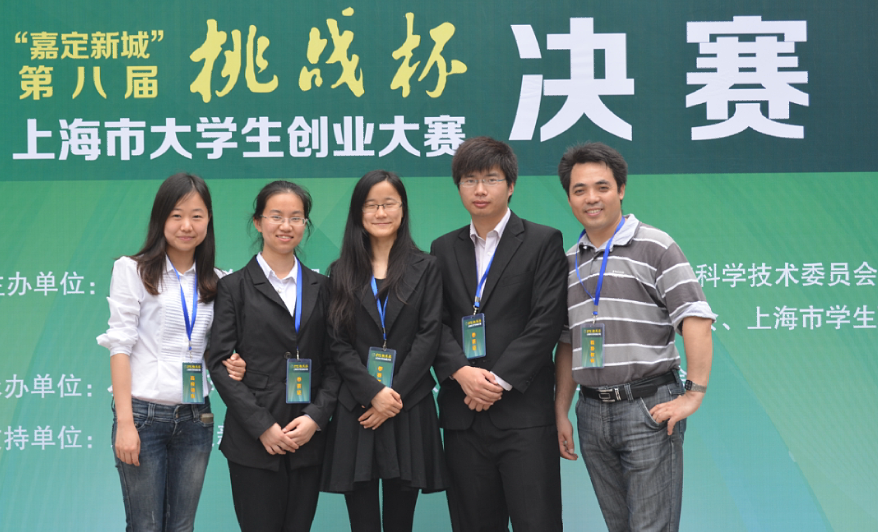 “嘉定新城”
第八届 挑战杯 决赛
上海市大学生创业大赛
主办单位：
科学技术委员会
、上海市学生
承办单位：
支持单位：